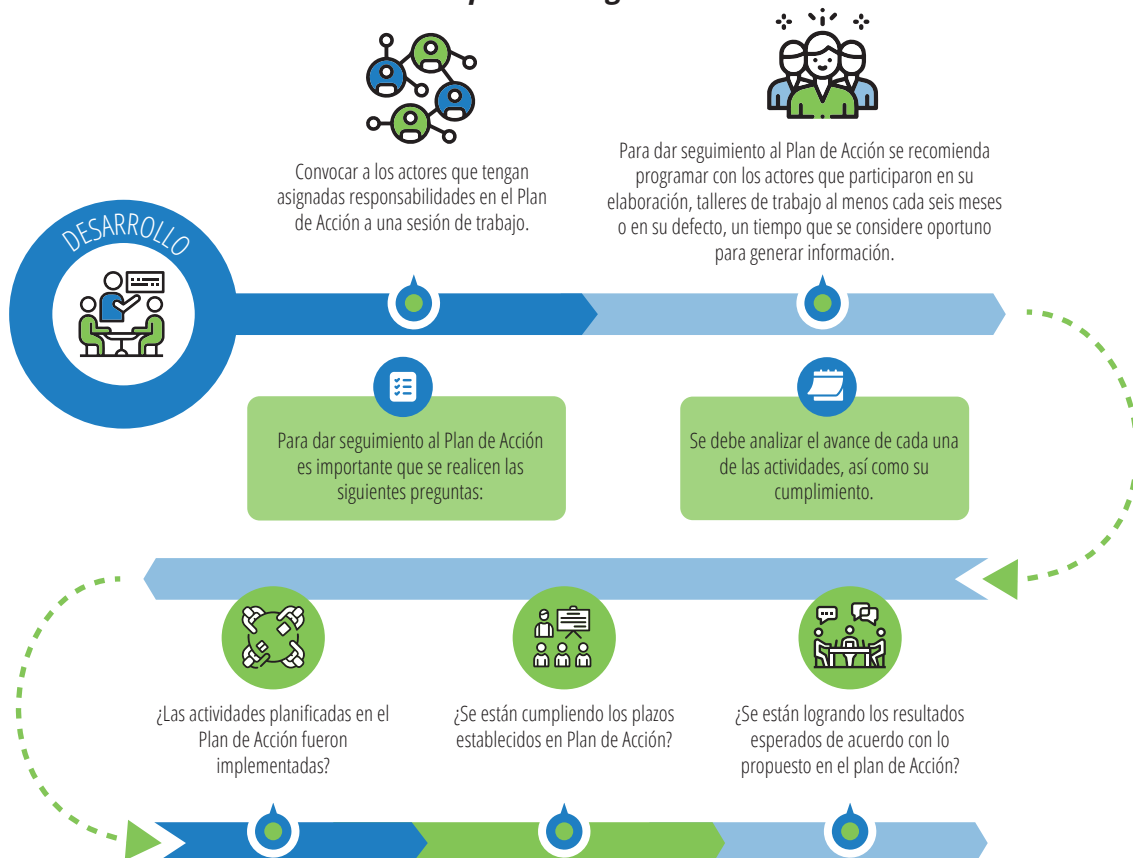 DESARROLLO
Convocar a los actores que tengan
asignadas responsabilidades en el Plan
de Acción a una sesión de trabajo.
Para dar seguimiento al Plan de Acción se recomienda
programar con los actores que participaron en su
elaboración, talleres de trabajo al menos cada seis meses
o en su defecto, un tiempo que se considere oportuno
para generar información.
Para dar seguimiento al Plan de Acción
es importante que se realicen las
siguientes preguntas:
Se debe analizar el avance de cada una
de las actividades, así como su
cumplimiento.
¿Las actividades planificadas en el
Plan de Acción fueron
implementadas?
¿Se están cumpliendo los plazos
establecidos en Plan de Acción?
¿Se están logrando los resultados
esperados de acuerdo con lo
propuesto en el plan de Acción?